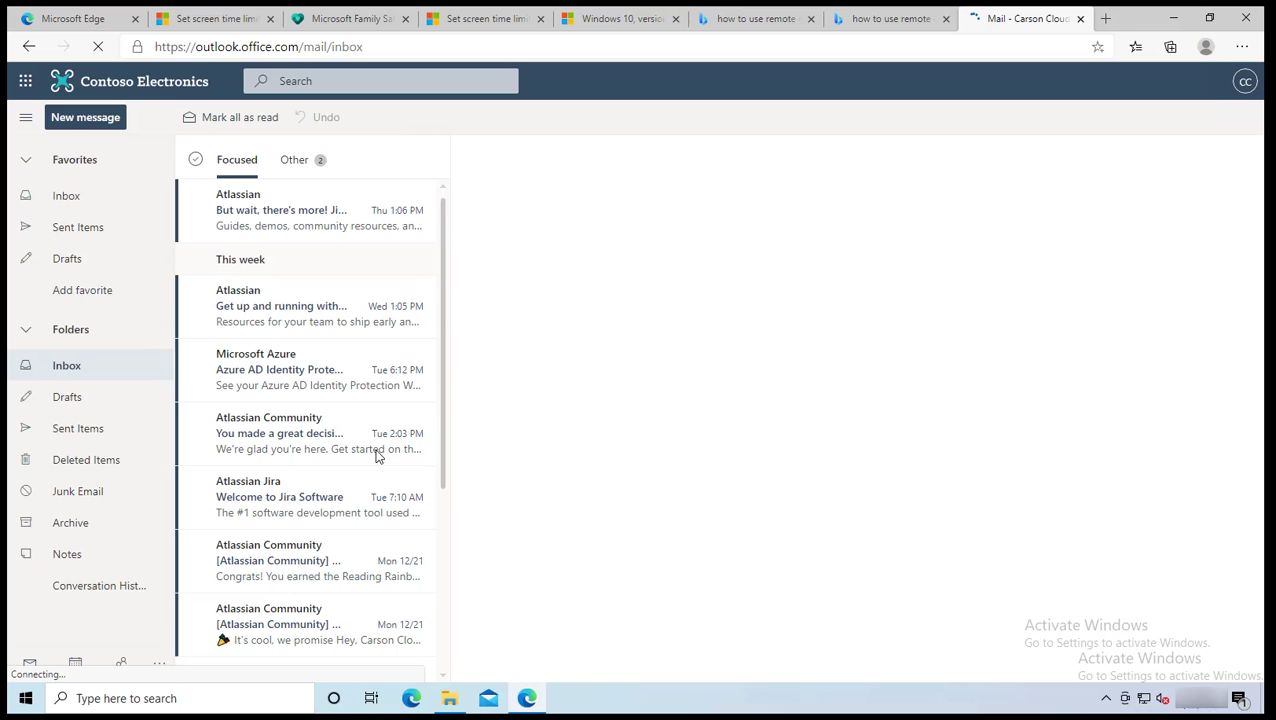 Microsoft Edge
Set screen time lim
Microsoft Family Sa
Set screen time lim
Windows 10, version
how to use remote
how to use remote
Mail - Carson Cloud
https://outlook.office.com/mail/inbox
Contoso Electronics
Search
CC
New message
Mark all as read
Undo
Favorites
Inbox
Sent Items
Drafts
Add favorite
Folders
Inbox
Drafts
Sent Items
Deleted Items
Junk Email
Archive
Notes
Conversation Hist...
Focused
Other 2
Atlassian
But wait, there's more! Ji... Thu 1:06 PM
Guides, demos, community resources, an...
This week
Atlassian
Get up and running with... Wed 1:05 PM
Resources for your team to ship early an...
Microsoft Azure
Azure AD Identity Prote... Tue 6:12 PM
See your Azure AD Identity Protection W...
Atlassian Community
You made a great decisi... Tue 2:03 PM
We're glad you're here. Get started on th...
Atlassian Jira
Welcome to Jira Software Tue 7:10 AM
The #1 software development tool used ...
Atlassian Community
[Atlassian Community] ... Mon 12/21
Congrats! You earned the Reading Rainb...
Atlassian Community
[Atlassian Community] ... Mon 12/21
It's cool, we promise Hey, Carson Clo...
Activate Windows
Go to Settings to activate Windows.
Activate Windows
Go to Settings to activate Windows.
Connecting...
Type here to search
1